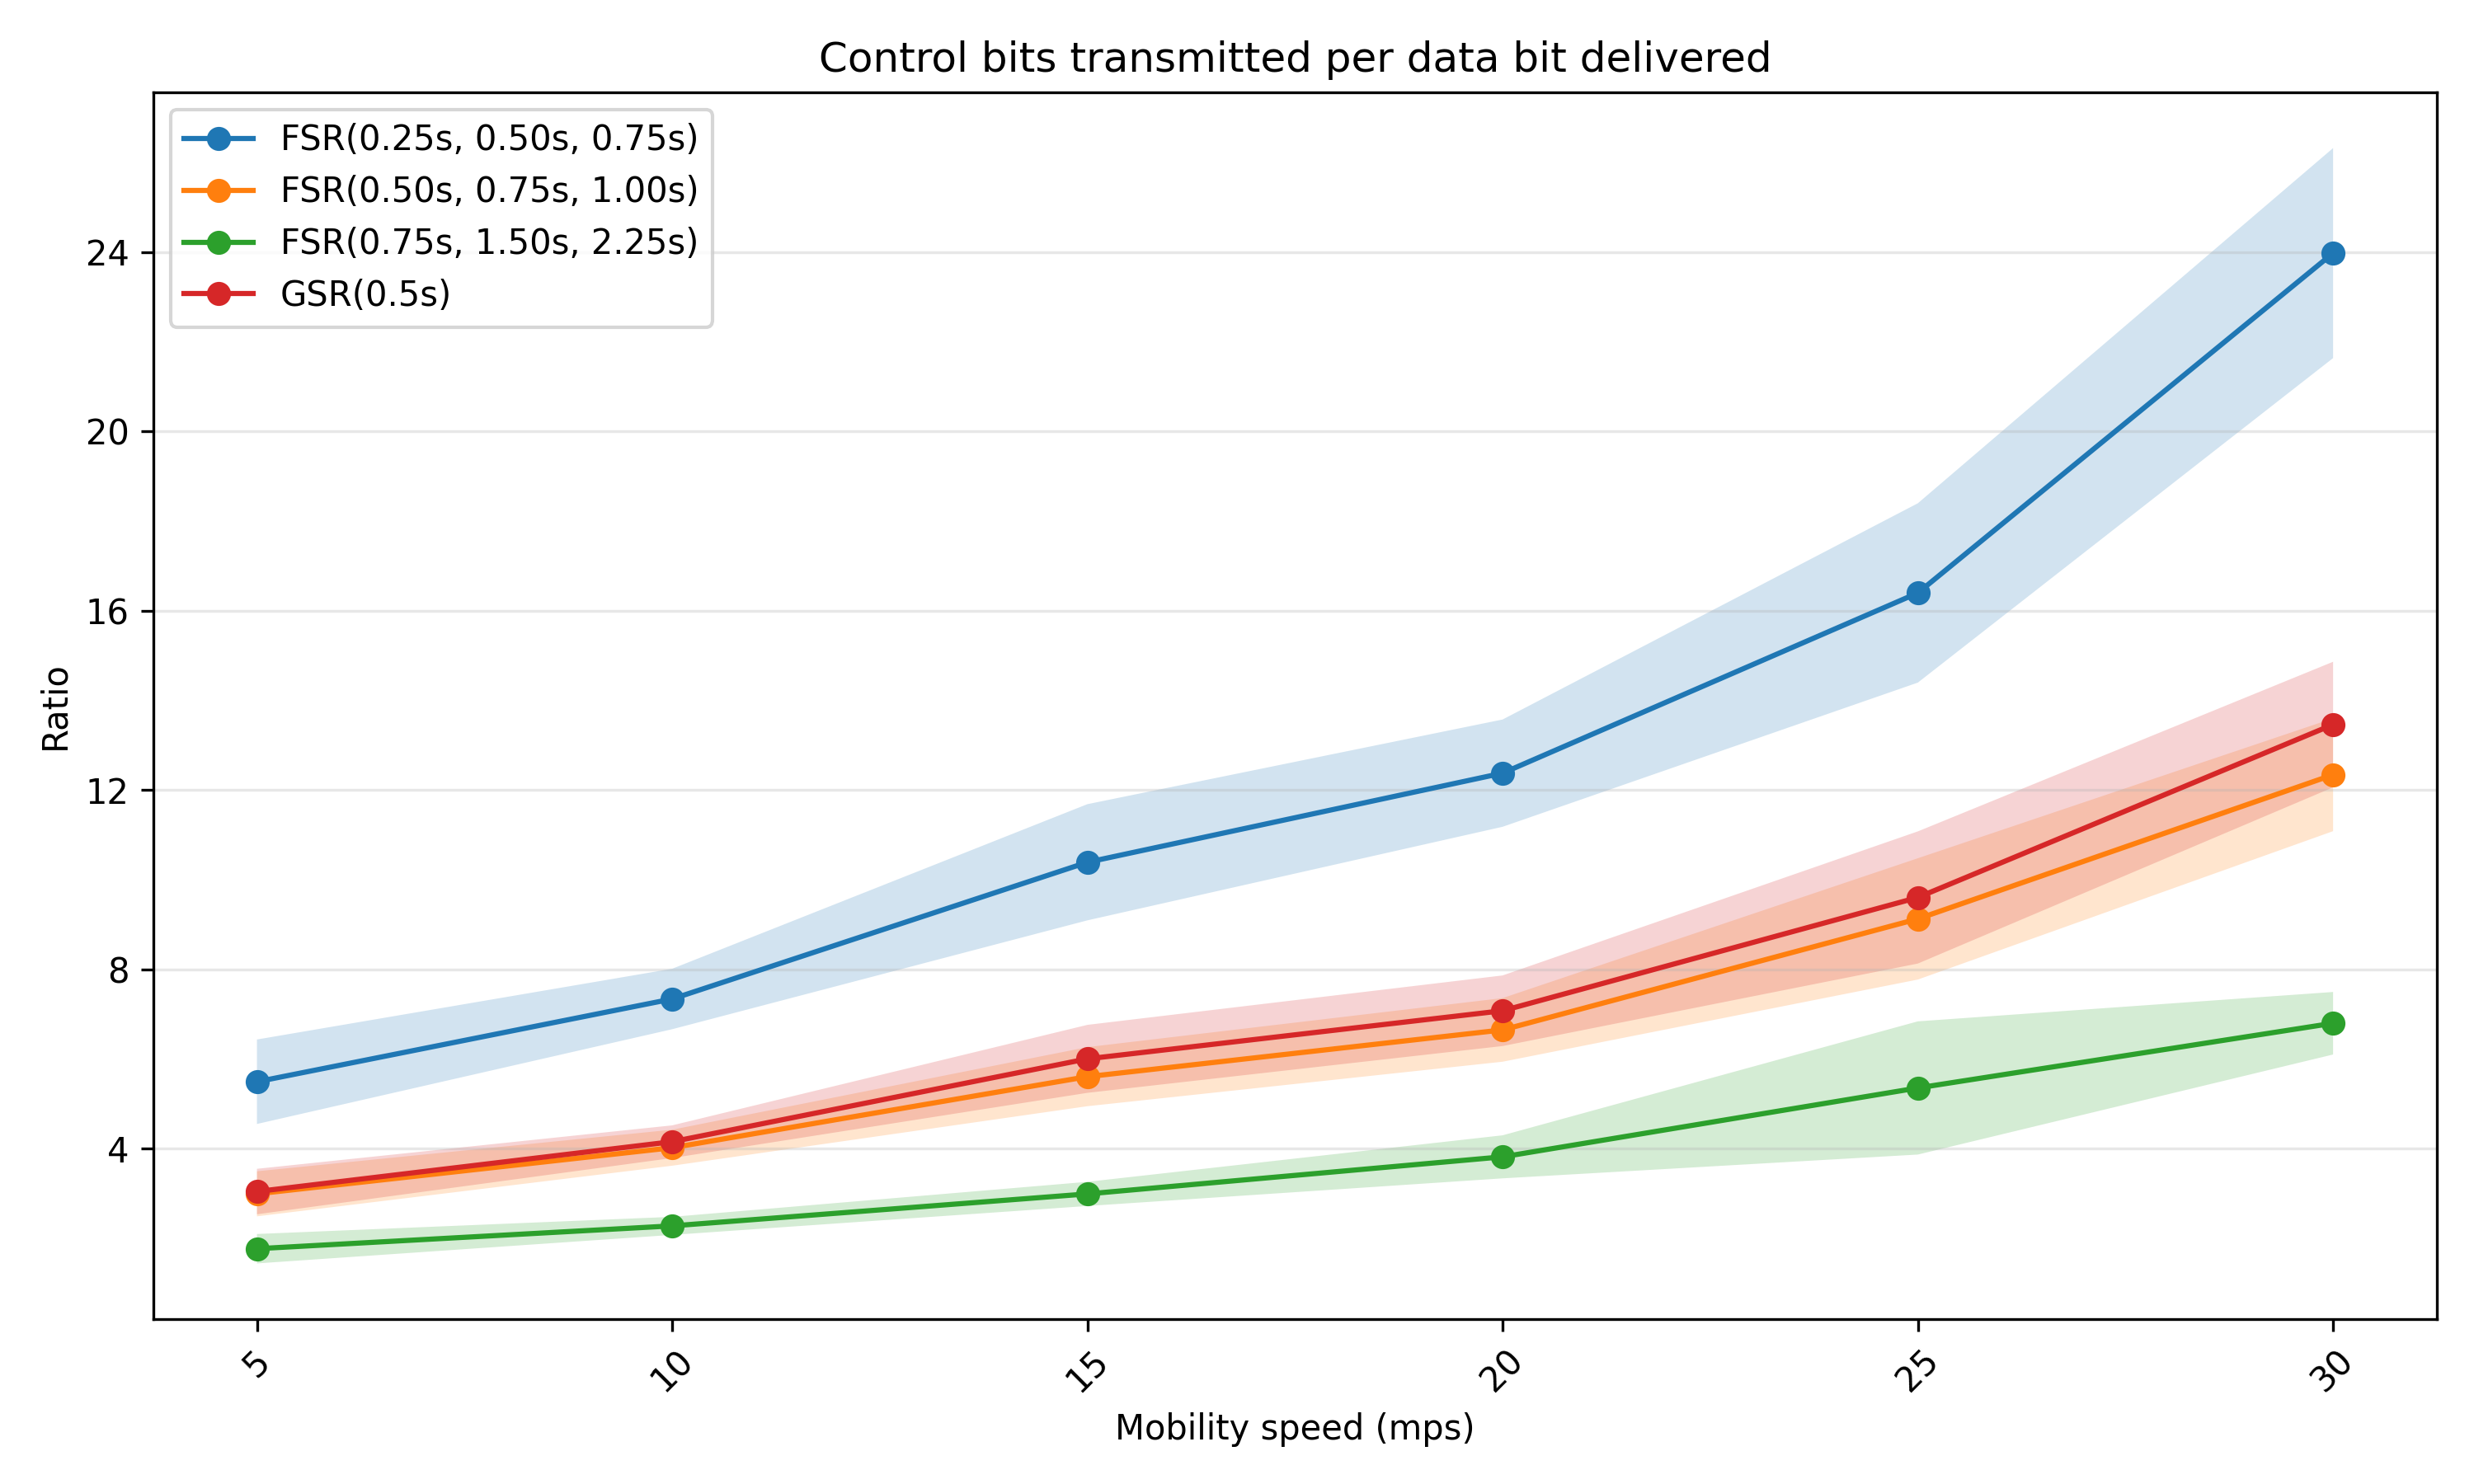 Control bits transmitted per data bit delivered
FSR(0.25s, 0.50s, 0.75s)
FSR(0.50s, 0.75s, 1.00s)
FSR(0.75s, 1.50s, 2.25s)
GSR(0.5s)
24
20
16
12
8
4
Ratio
5
10
15
20
25
30
Mobility speed (mps)